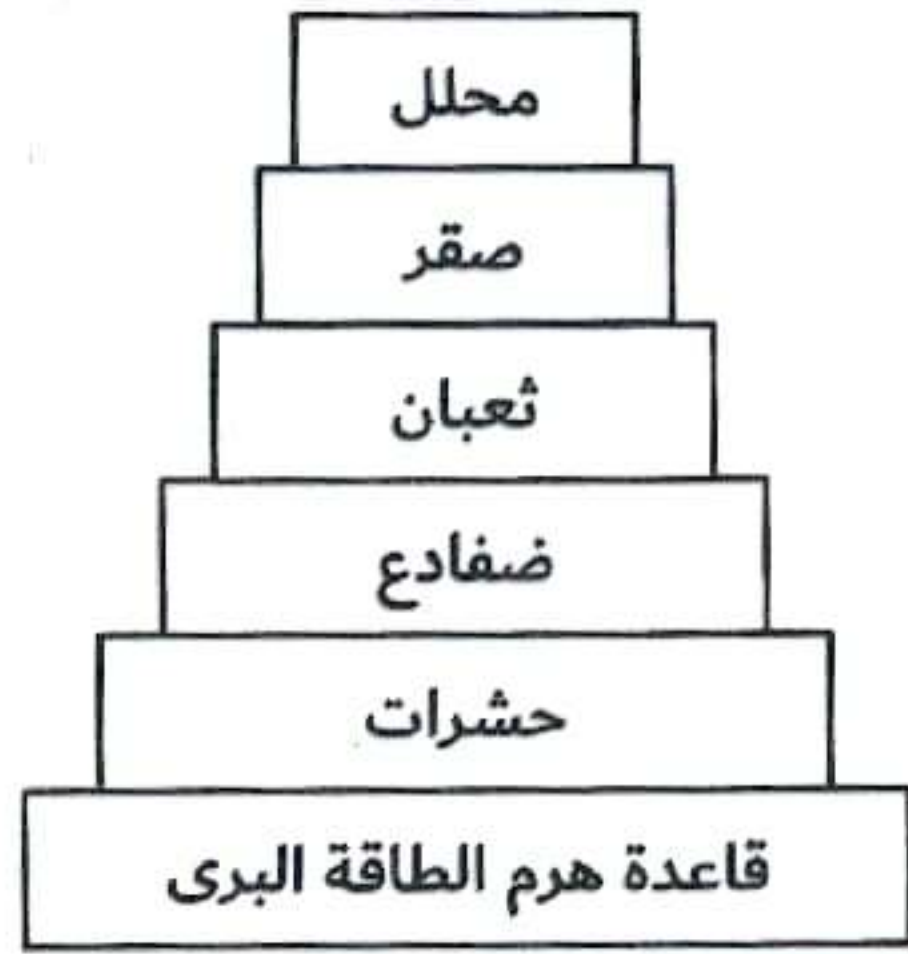 محلل
صقر
ثعبان
ضفادع
حشرات
قاعدة هرم الطاقة البرى